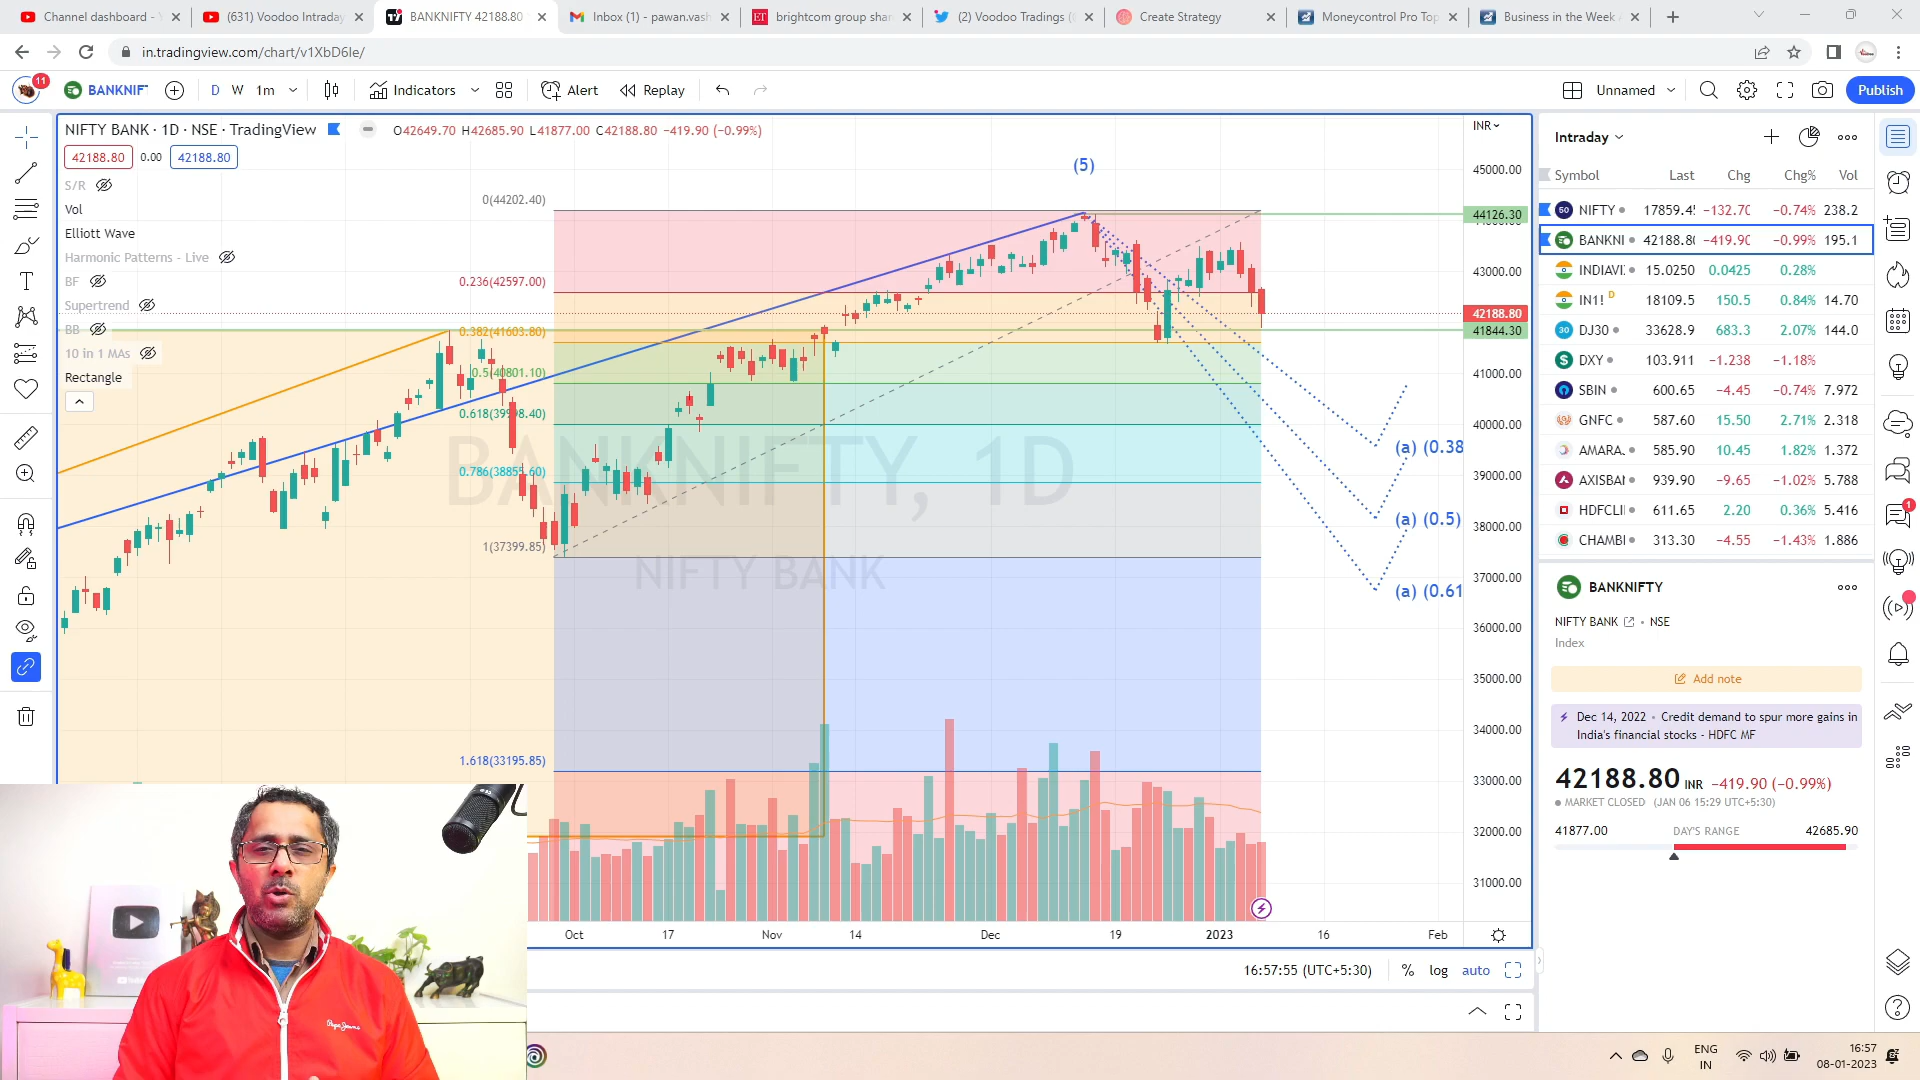 Channel dashboard - Y
(631) Voodoo Intraday
BANKNIFTY 42188.80
Inbox (1) - pawan.vash
brightcom group shar
(2) Voodoo Tradings (
Create Strategy
Moneycontrol Pro Top
Business in the Week
in.tradingview.com/chart/v1XbD6Ie/
11
BANKNIFT
D W 1m
Indicators
Alert
Replay
Unnamed
Publish
NIFTY BANK · 1D · NSE · TradingView
O42649.70 H42685.90 L41877.00 C42188.80 −419.90 (−0.99%)
42188.80 0.00 42188.80
S/R
Vol
Elliott Wave
Harmonic Patterns - Live
BF
Supertrend
BB
10 in 1 MAs
Rectangle
(5)
0(44202.40)
0.236(42597.00)
0.382(41603.80)
0.5(40801.10)
0.618(39998.40)
0.786(38855.60)
1(37399.85)
1.618(33195.85)
BANKNIFTY, 1D
NIFTY BANK
(a) (0.38
(a) (0.5)
(a) (0.61
INR
45000.00
44126.30
43000.00
42188.80
41844.30
41000.00
40000.00
39000.00
38000.00
37000.00
36000.00
35000.00
34000.00
33000.00
32000.00
31000.00
Oct 17 Nov 14 Dec 19 2023 16 Feb
16:57:55 (UTC+5:30) % log auto
Intraday
Symbol Last Chg Chg% Vol
50 NIFTY 17859.4 −132.70 −0.74% 238.2
BANKNI 42188.80 −419.90 −0.99% 195.1
INDIAVI 15.0250 0.0425 0.28%
IN1! D 18109.5 150.5 0.84% 14.70
30 DJ30 33628.9 683.3 2.07% 144.0
DXY 103.911 −1.238 −1.18%
SBIN 600.65 −4.45 −0.74% 7.972
GNFC 587.60 15.50 2.71% 2.318
AMARA. 585.90 10.45 1.82% 1.372
AXISBAI 939.90 −9.65 −1.02% 5.788
HDFCLII 611.65 2.20 0.36% 5.416
CHAMBI 313.30 −4.55 −1.43% 1.886
BANKNIFTY
NIFTY BANK · NSE
Index
Add note
Dec 14, 2022 · Credit demand to spur more gains in
India's financial stocks - HDFC MF
42188.80 INR −419.90 (−0.99%)
MARKET CLOSED (JAN 06 15:29 UTC+5:30)
41877.00 DAY'S RANGE 42685.90
1
Pepe Jeans
ENG
IN
16:57
08-01-2023